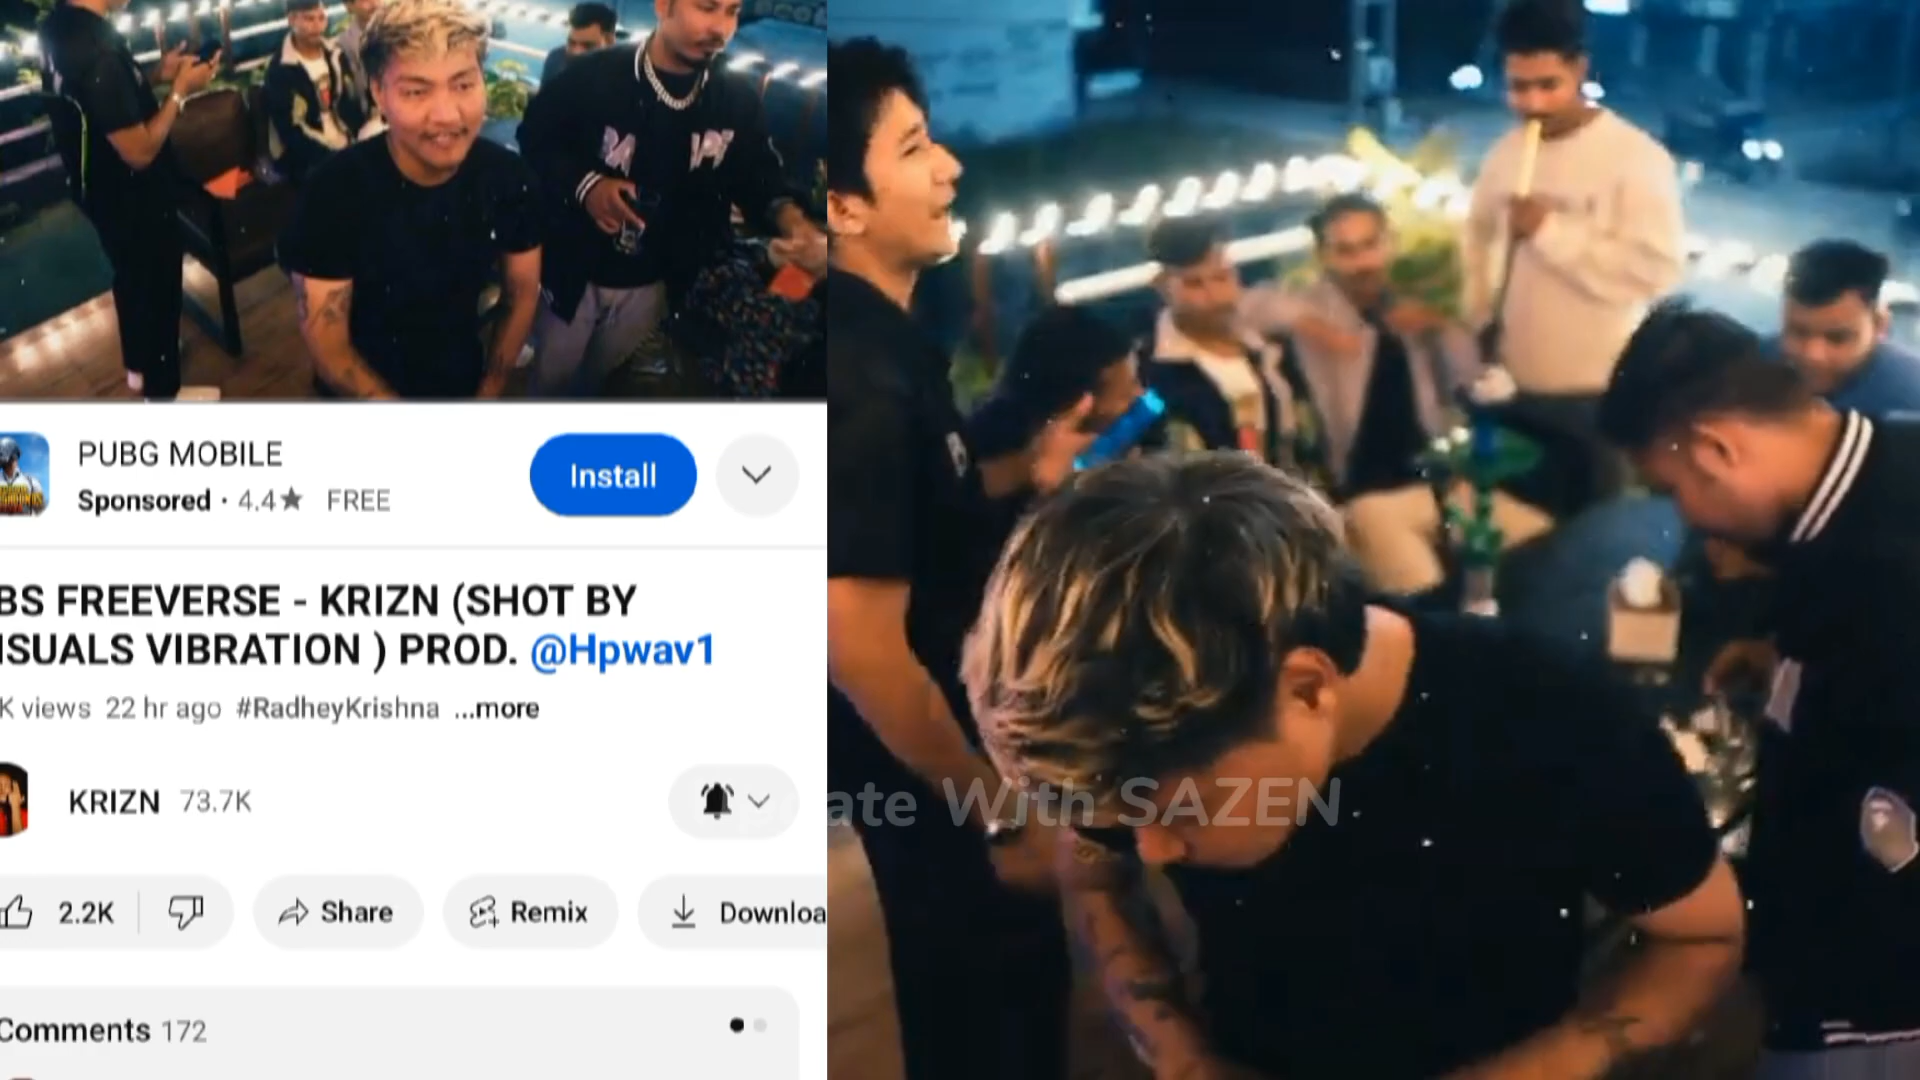 PUBG MOBILE
Sponsored · 4.4★ FREE
Install
BS FREEVERSE - KRIZN (SHOT BY
ISUALS VIBRATION ) PROD. @Hpwav1
K views 22 hr ago #RadheyKrishna ...more
KRIZN 73.7K
2.2K
Share
Remix
Downloa
Comments 172
ate With SAZEN